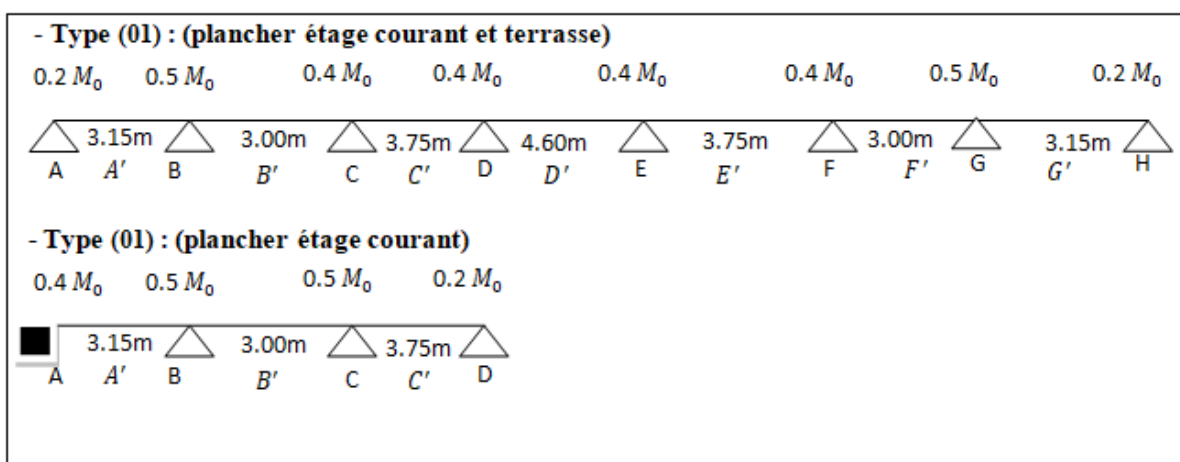 - Type (01) : (plancher étage courant et terrasse)
0.2 M₀ 0.5 M₀ 0.4 M₀ 0.4 M₀ 0.4 M₀ 0.4 M₀ 0.5 M₀ 0.2 M₀
3.15m 3.00m 3.75m 4.60m 3.75m 3.00m 3.15m
A A′ B B′ C C′ D D′ E E′ F F′ G G′ H
- Type (01) : (plancher étage courant)
0.4 M₀ 0.5 M₀ 0.5 M₀ 0.2 M₀
3.15m 3.00m 3.75m
A A′ B B′ C C′ D